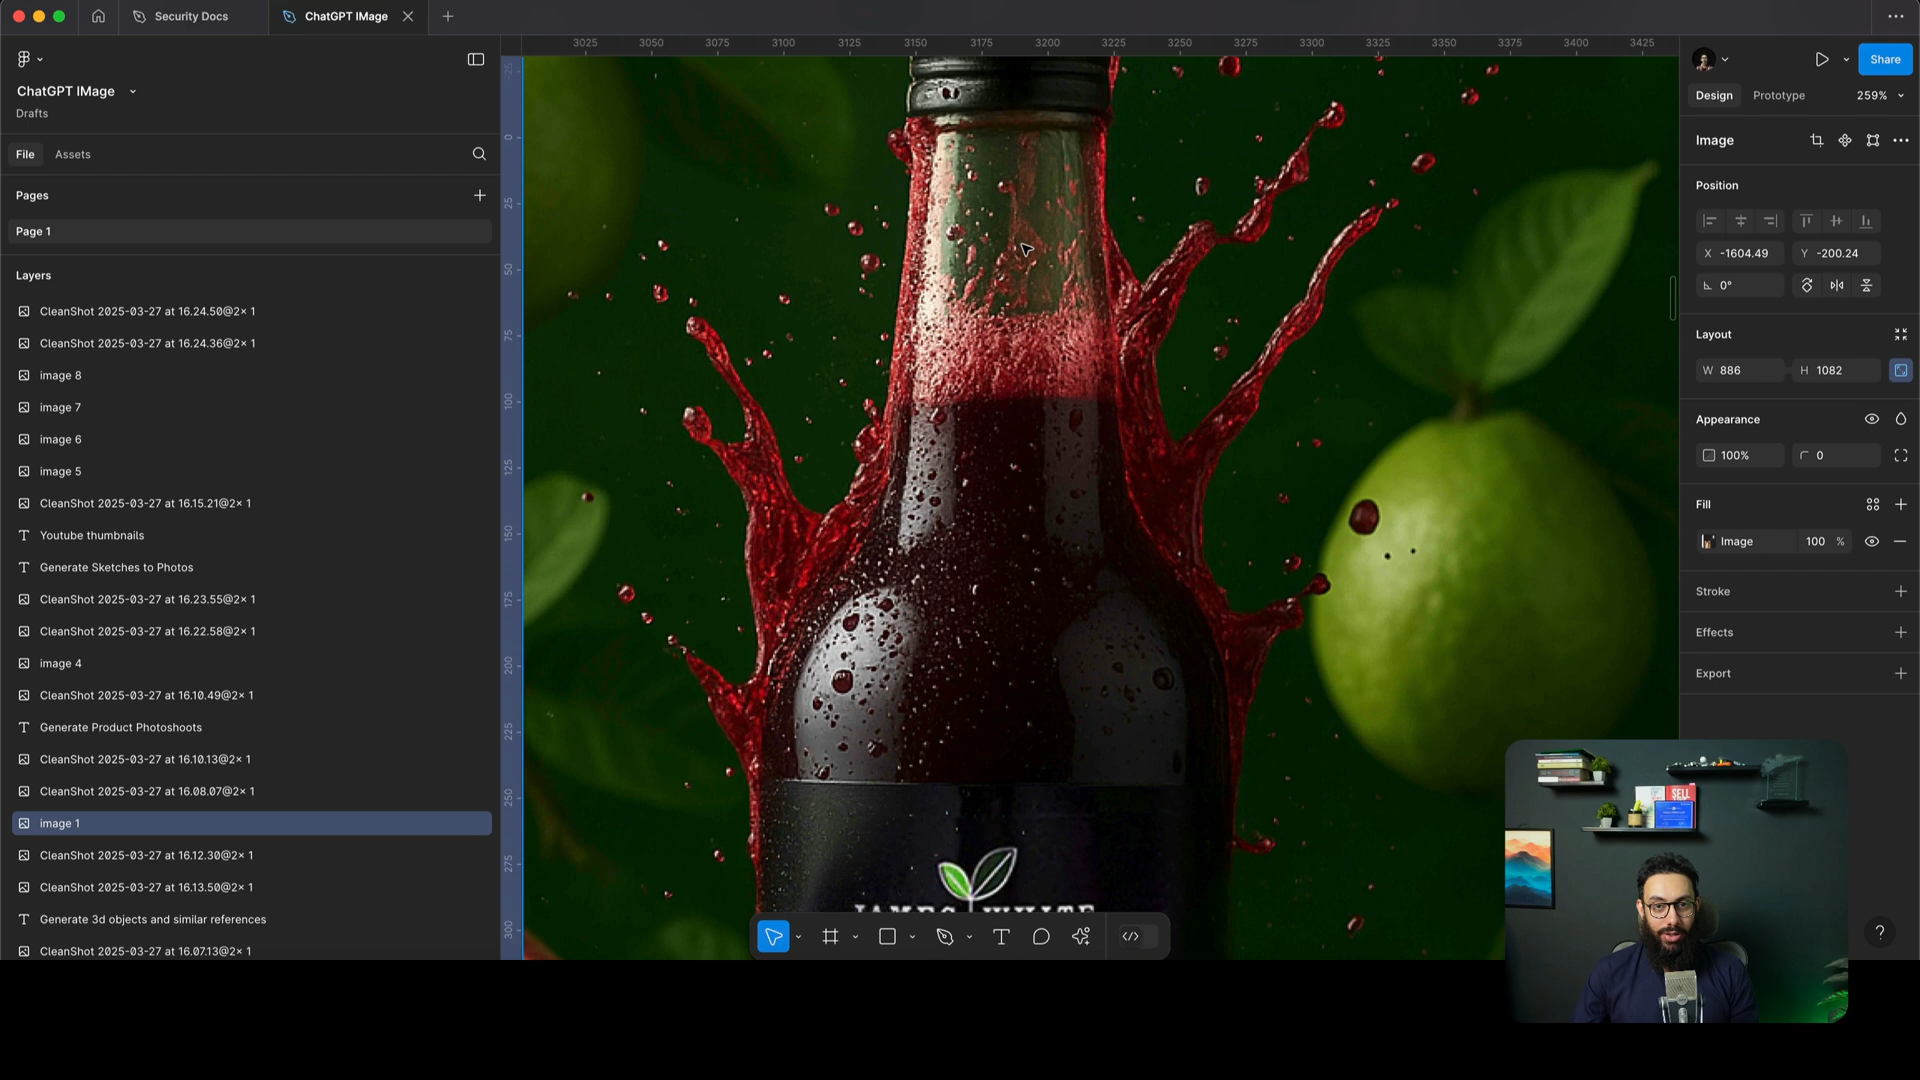 Security Docs
ChatGPT IMage
3025 3050 3075 3100 3125 3150 3175 3200 3225 3250 3275 3300 3325 3350 3375 3400 3425
Share
ChatGPT IMage
Drafts
Design Prototype 259%
File Assets
Image
Pages
Page 1
Position
X -1604.49 Y -200.24
0°
Layers
CleanShot 2025-03-27 at 16.24.50@2× 1
CleanShot 2025-03-27 at 16.24.36@2× 1
image 8
image 7
image 6
image 5
CleanShot 2025-03-27 at 16.15.21@2× 1
Youtube thumbnails
Generate Sketches to Photos
CleanShot 2025-03-27 at 16.23.55@2× 1
CleanShot 2025-03-27 at 16.22.58@2× 1
image 4
CleanShot 2025-03-27 at 16.10.49@2× 1
Generate Product Photoshoots
CleanShot 2025-03-27 at 16.10.13@2× 1
CleanShot 2025-03-27 at 16.08.07@2× 1
image 1
CleanShot 2025-03-27 at 16.12.30@2× 1
CleanShot 2025-03-27 at 16.13.50@2× 1
Generate 3d objects and similar references
CleanShot 2025-03-27 at 16.07.13@2× 1
-25
0
25
50
75
100
125
150
175
200
225
250
275
300
JAMES WHITE
Layout
W 886 H 1082
Appearance
100% 0
Fill
Image 100 %
Stroke
Effects
Export
SELL
?